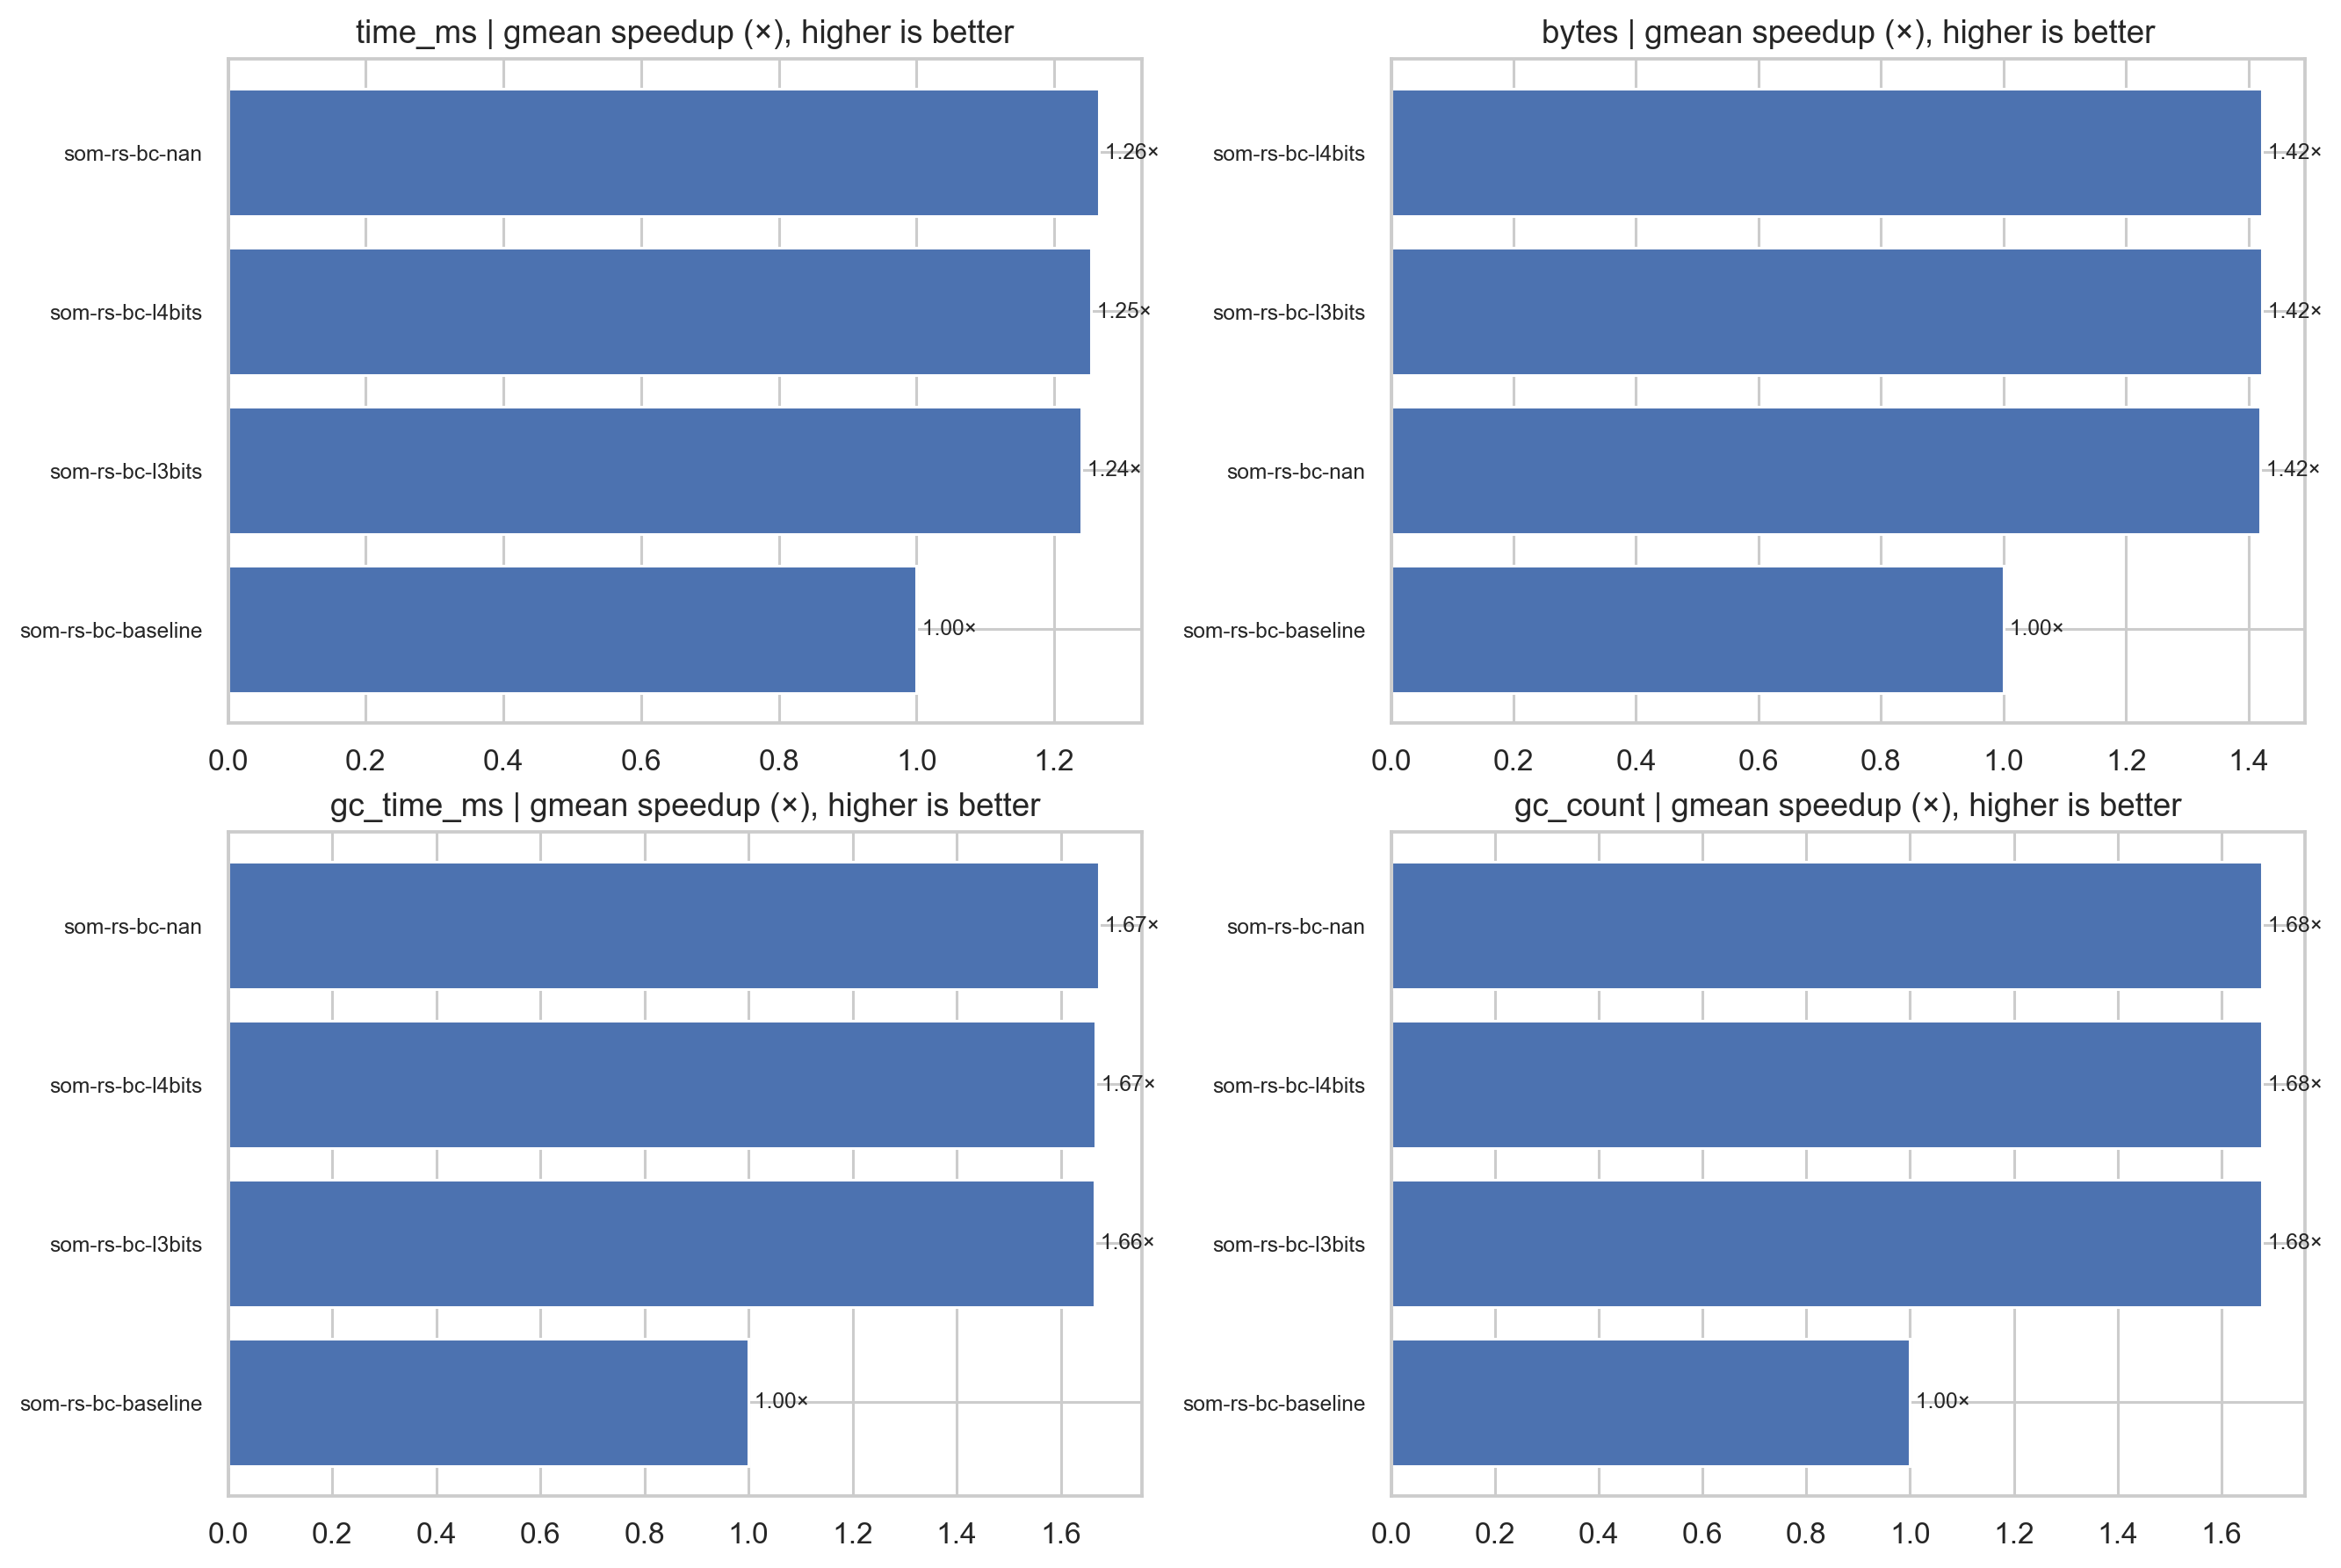 time_ms | gmean speedup (×), higher is better
som-rs-bc-nan
1.26×
som-rs-bc-l4bits
1.25×
som-rs-bc-l3bits
1.24×
som-rs-bc-baseline
1.00×
0.0 0.2 0.4 0.6 0.8 1.0 1.2
bytes | gmean speedup (×), higher is better
som-rs-bc-l4bits
1.42×
som-rs-bc-l3bits
1.42×
som-rs-bc-nan
1.42×
som-rs-bc-baseline
1.00×
0.0 0.2 0.4 0.6 0.8 1.0 1.2 1.4
gc_time_ms | gmean speedup (×), higher is better
som-rs-bc-nan
1.67×
som-rs-bc-l4bits
1.67×
som-rs-bc-l3bits
1.66×
som-rs-bc-baseline
1.00×
0.0 0.2 0.4 0.6 0.8 1.0 1.2 1.4 1.6
gc_count | gmean speedup (×), higher is better
som-rs-bc-nan
1.68×
som-rs-bc-l4bits
1.68×
som-rs-bc-l3bits
1.68×
som-rs-bc-baseline
1.00×
0.0 0.2 0.4 0.6 0.8 1.0 1.2 1.4 1.6